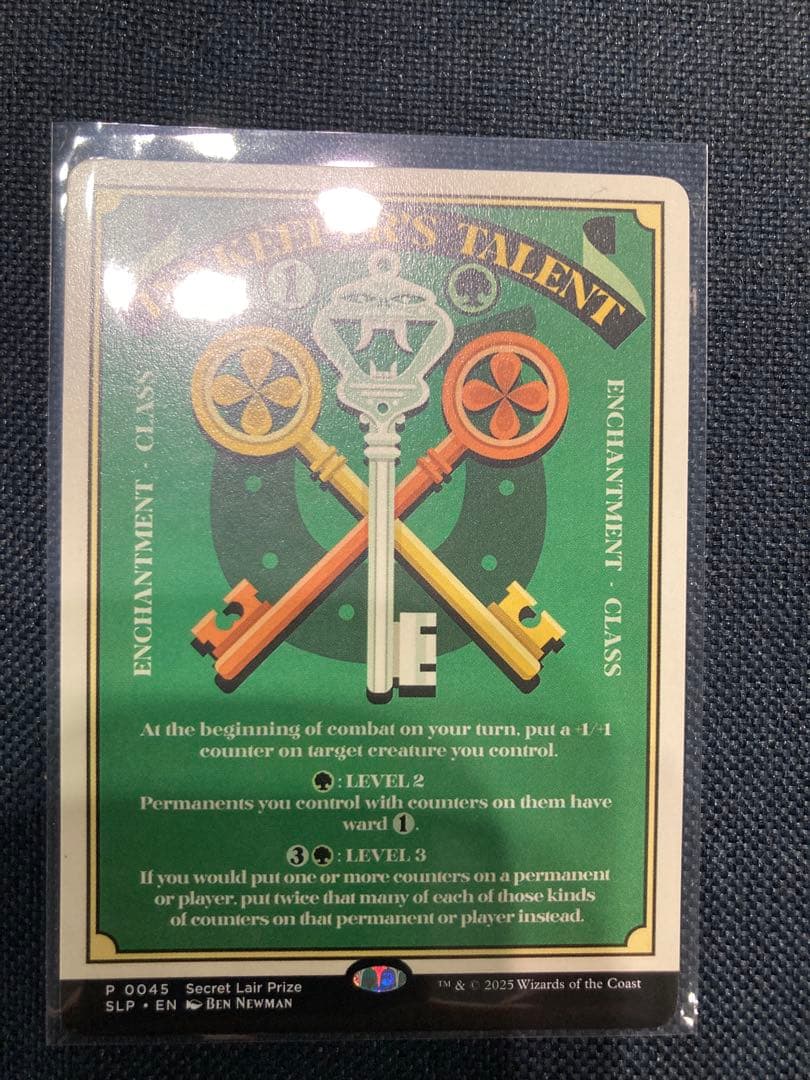 INNKEEPER'S TALENT
1
ENCHANTMENT · CLASS
ENCHANTMENT · CLASS
At the beginning of combat on your turn, put a +1/+1
counter on target creature you control.
: LEVEL 2
Permanents you control with counters on them have
ward 1.
3 : LEVEL 3
If you would put one or more counters on a permanent
or player, put twice that many of each of those kinds
of counters on that permanent or player instead.
P 0045 Secret Lair Prize
SLP • EN BEN NEWMAN
™ & © 2025 Wizards of the Coast